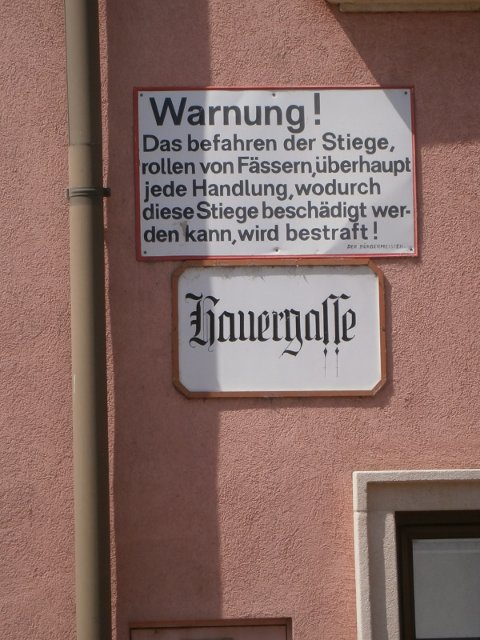 Warnung!
Das befahren der Stiege,
rollen von Fässern,überhaupt
jede Handlung,wodurch
diese Stiege beschädigt wer-
den kann,wird bestraft!
DER BÜRGERMEISTER
Hauergasse